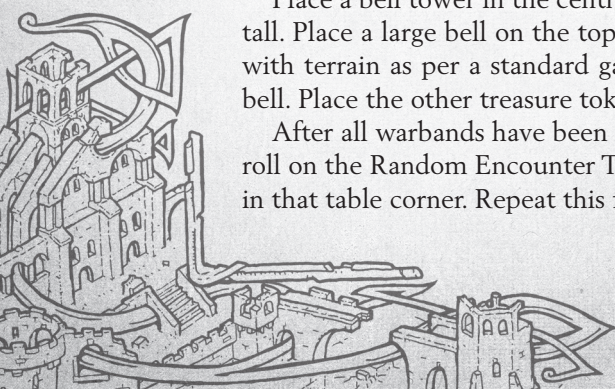 Place a bell tower in the centr
tall. Place a large bell on the top
with terrain as per a standard ga
bell. Place the other treasure tok
After all warbands have been
roll on the Random Encounter T
in that table corner. Repeat this